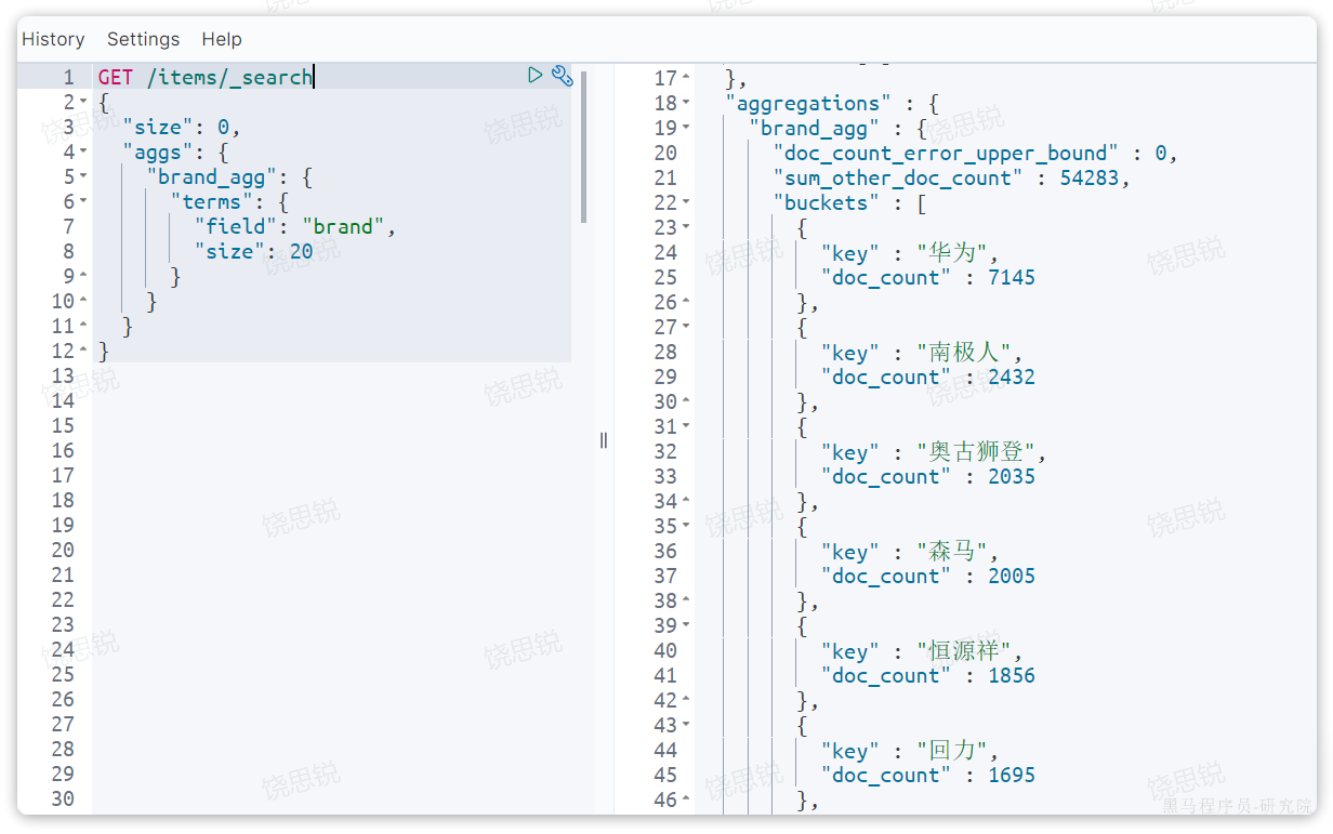 History Settings Help
1 GET /items/_search
2 {
3 "size": 0,
4 "aggs": {
5 "brand_agg": {
6 "terms": {
7 "field": "brand",
8 "size": 20
9 }
10 }
11 }
12 }
13
14
15
16
17
18
19
20
21
22
23
24
25
26
27
28
29
30
17 },
18 "aggregations" : {
19 "brand_agg" : {
20 "doc_count_error_upper_bound" : 0,
21 "sum_other_doc_count" : 54283,
22 "buckets" : [
23 {
24 "key" : "华为",
25 "doc_count" : 7145
26 },
27 {
28 "key" : "南极人",
29 "doc_count" : 2432
30 },
31 {
32 "key" : "奥古狮登",
33 "doc_count" : 2035
34 },
35 {
36 "key" : "森马",
37 "doc_count" : 2005
38 },
39 {
40 "key" : "恒源祥",
41 "doc_count" : 1856
42 },
43 {
44 "key" : "回力",
45 "doc_count" : 1695
46 },
饶思锐
黑马程序员-研究院